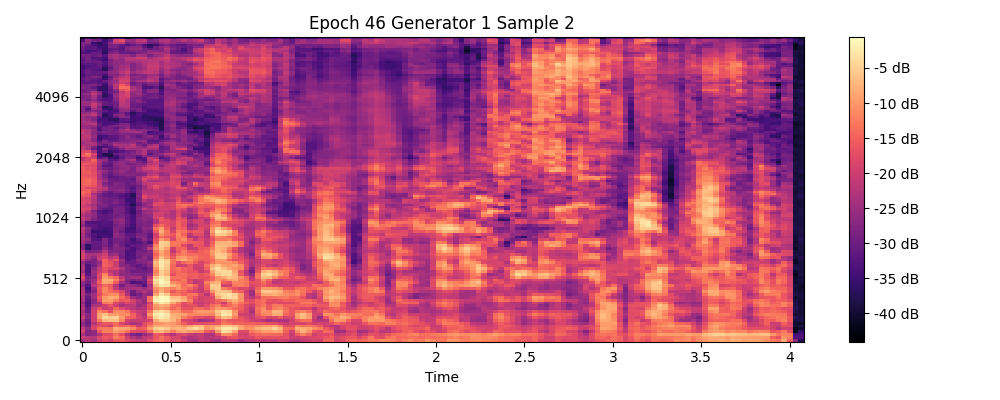 Epoch 46 Generator 1 Sample 2
Hz
4096
2048
1024
512
0
0 0.5 1 1.5 2 2.5 3 3.5 4
Time
-5 dB
-10 dB
-15 dB
-20 dB
-25 dB
-30 dB
-35 dB
-40 dB